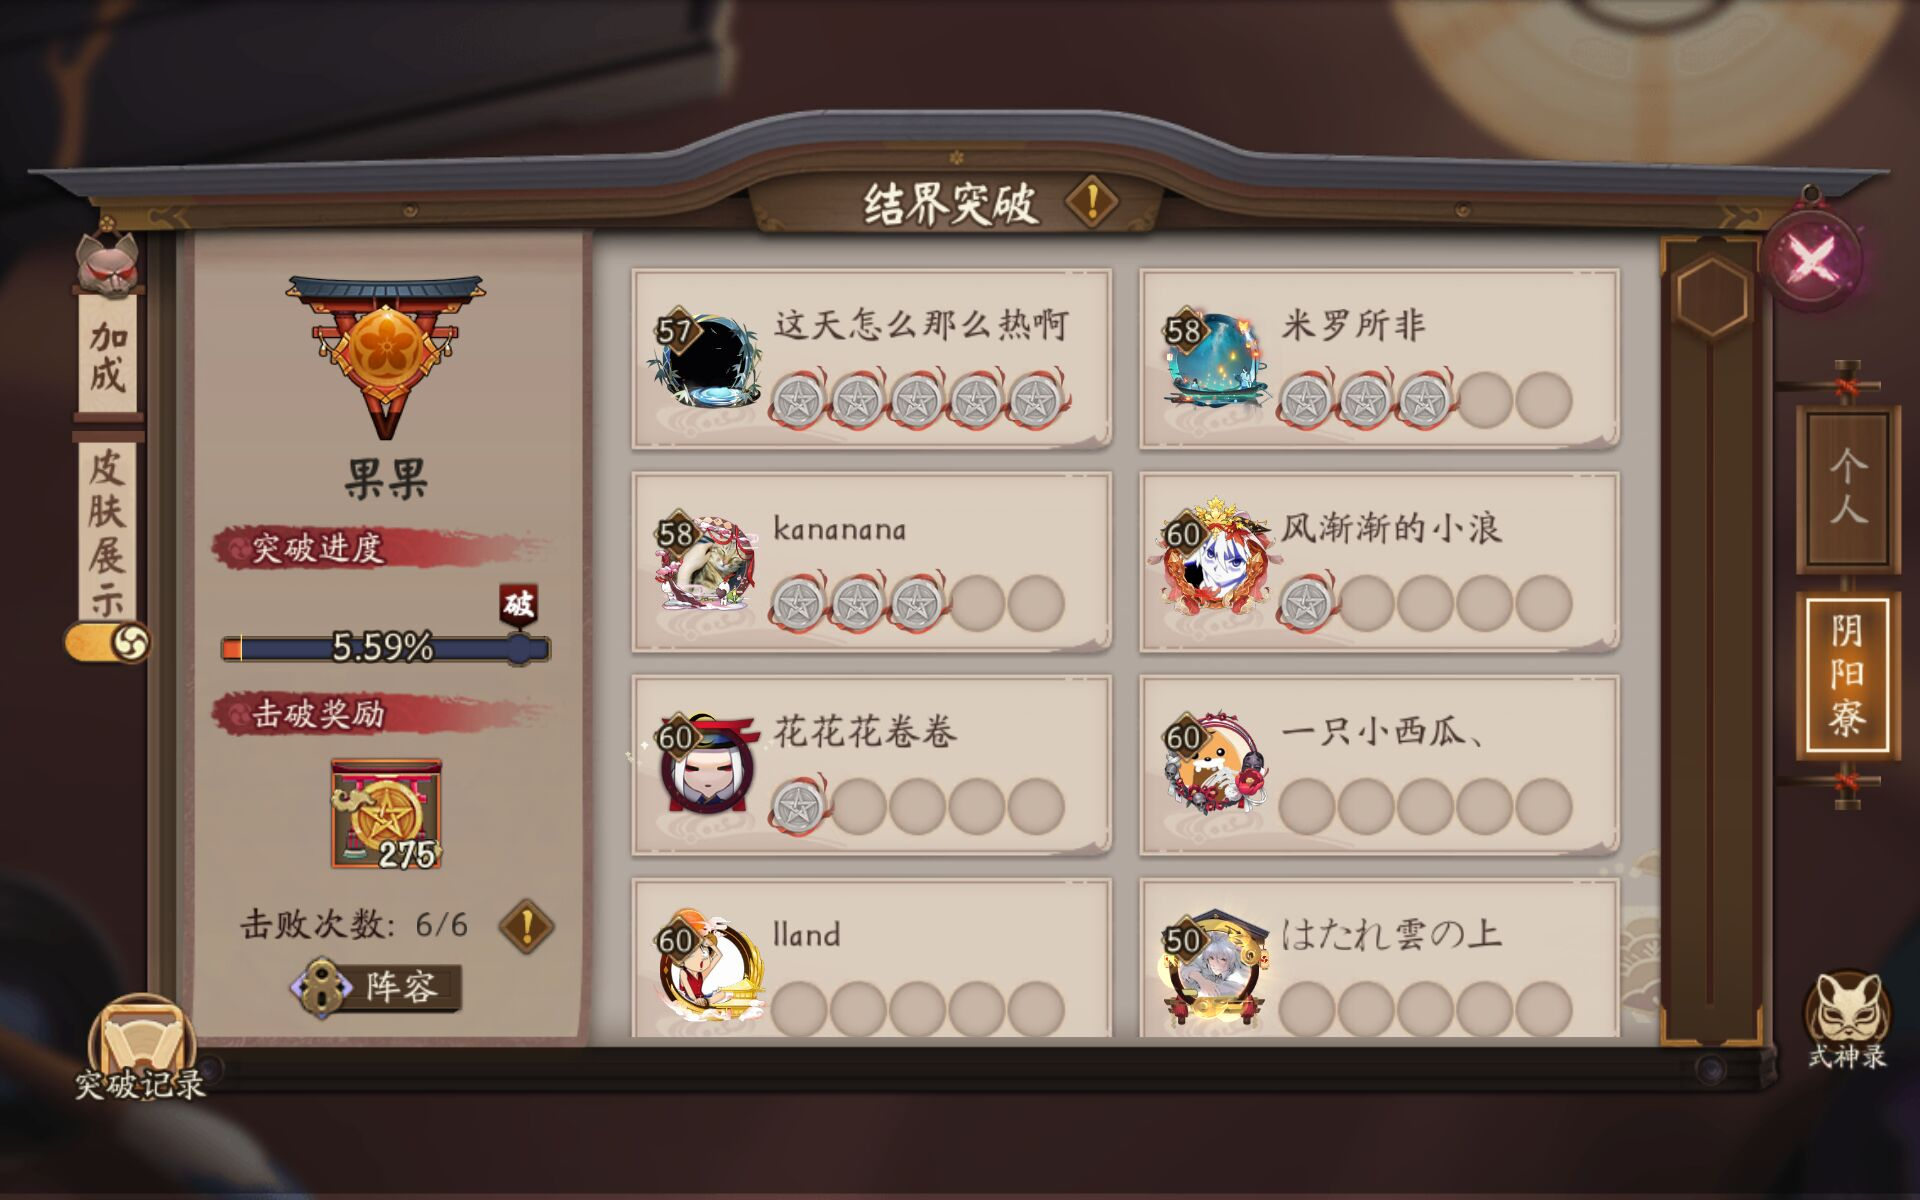 结界突破
加成
皮肤展示
果果
突破进度
破
5.59%
击破奖励
275
击败次数: 6/6
阵容
突破记录
57 这天怎么那么热啊
58 米罗所非
58 kananana
60 风渐渐的小浪
60 花花花卷卷
60 一只小西瓜、
60 lland
50 はたれ雲の上
个人
阴阳寮
式神录